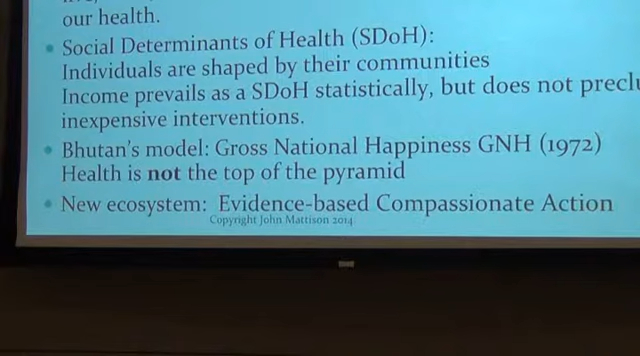 our health.
Social Determinants of Health (SDoH):
Individuals are shaped by their communities
Income prevails as a SDoH statistically, but does not
inexpensive interventions.
Bhutan's model: Gross National Happiness GNH (1972)
Health is not the top of the pyramid
New ecosystem: Evidence-based Compassionate Action
Copyright John Mattison 2014